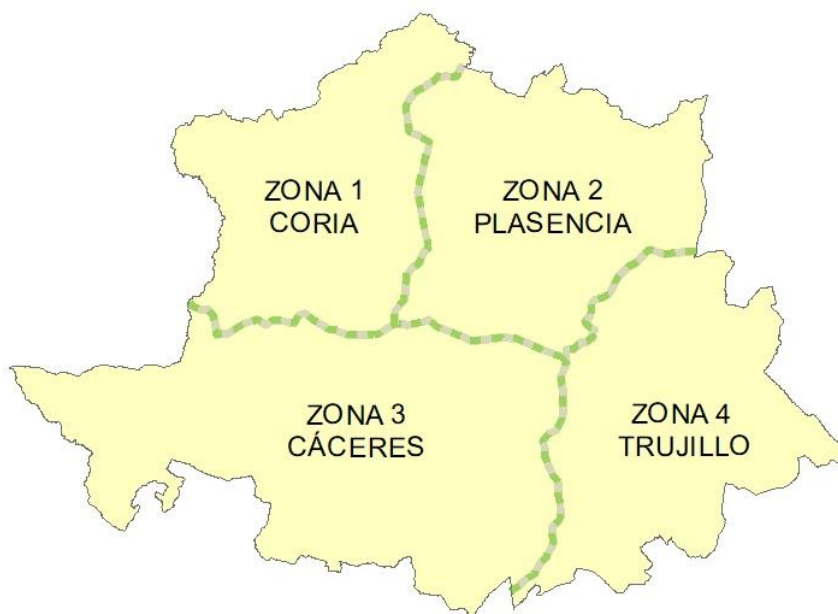 ZONA 1
CORIA
ZONA 2
PLASENCIA
ZONA 3
CÁCERES
ZONA 4
TRUJILLO